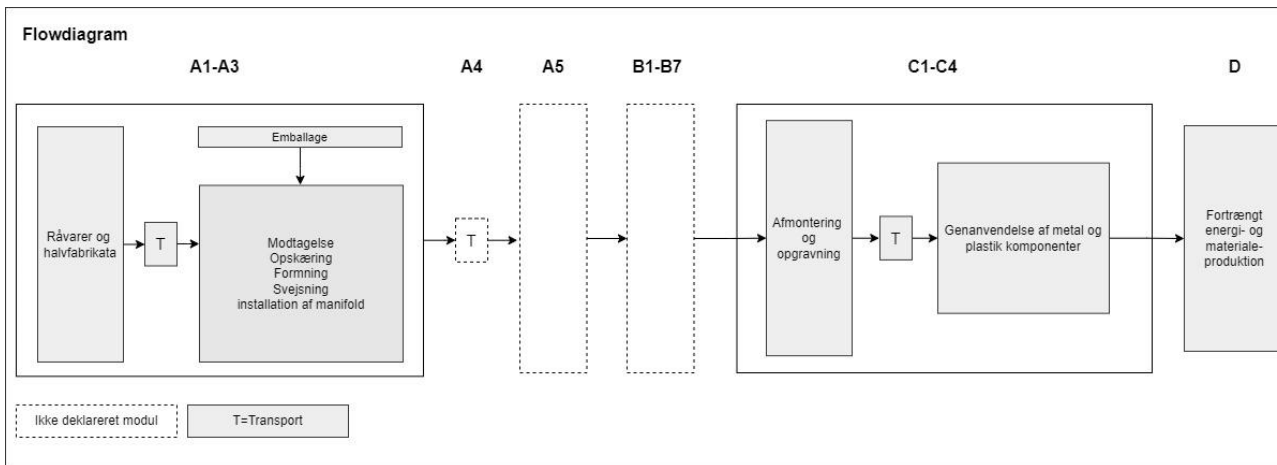 Flowdiagram
A1-A3
A4
A5
B1-B7
C1-C4
D
Råvarer og
halvfabrikata
T
Emballage
Modtagelse
Opskæring
Formning
Svejsning
installation af manifold
T
Afmontering
og
opgravning
T
Genanvendelse af metal og
plastik komponenter
Fortrængt
energi- og
materiale-
produktion
Ikke deklareret modul
T=Transport